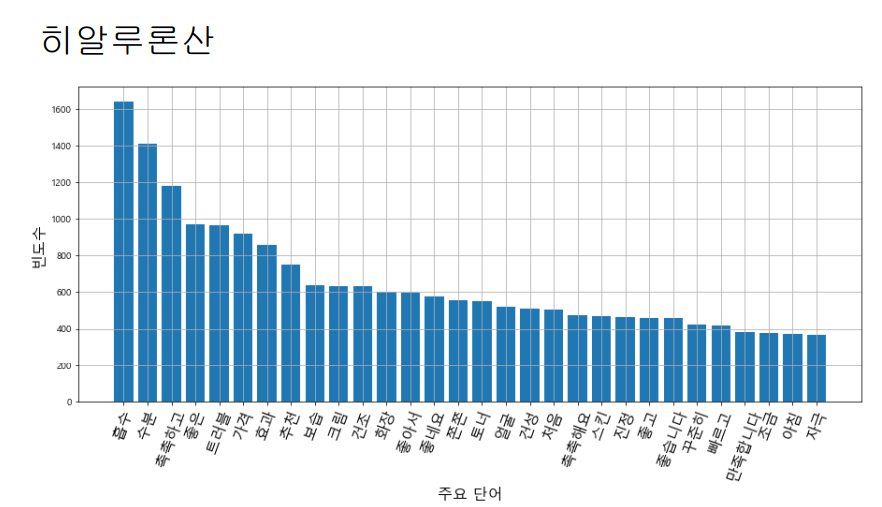 히알루론산
1600
1400
1200
1000
800
600
400
200
0
빈도수
흡수 수분 촉촉하고 좋은 트러블 가격 효과 추천 보습 크림 건조 화장 좋아서 좋네요 쫀쫀 토너 얼굴 건성 처음 촉촉해요 스킨 진정 좋고 좋습니다 꾸준히 빠르고 만족합니다 조금 아침 자극
주요 단어